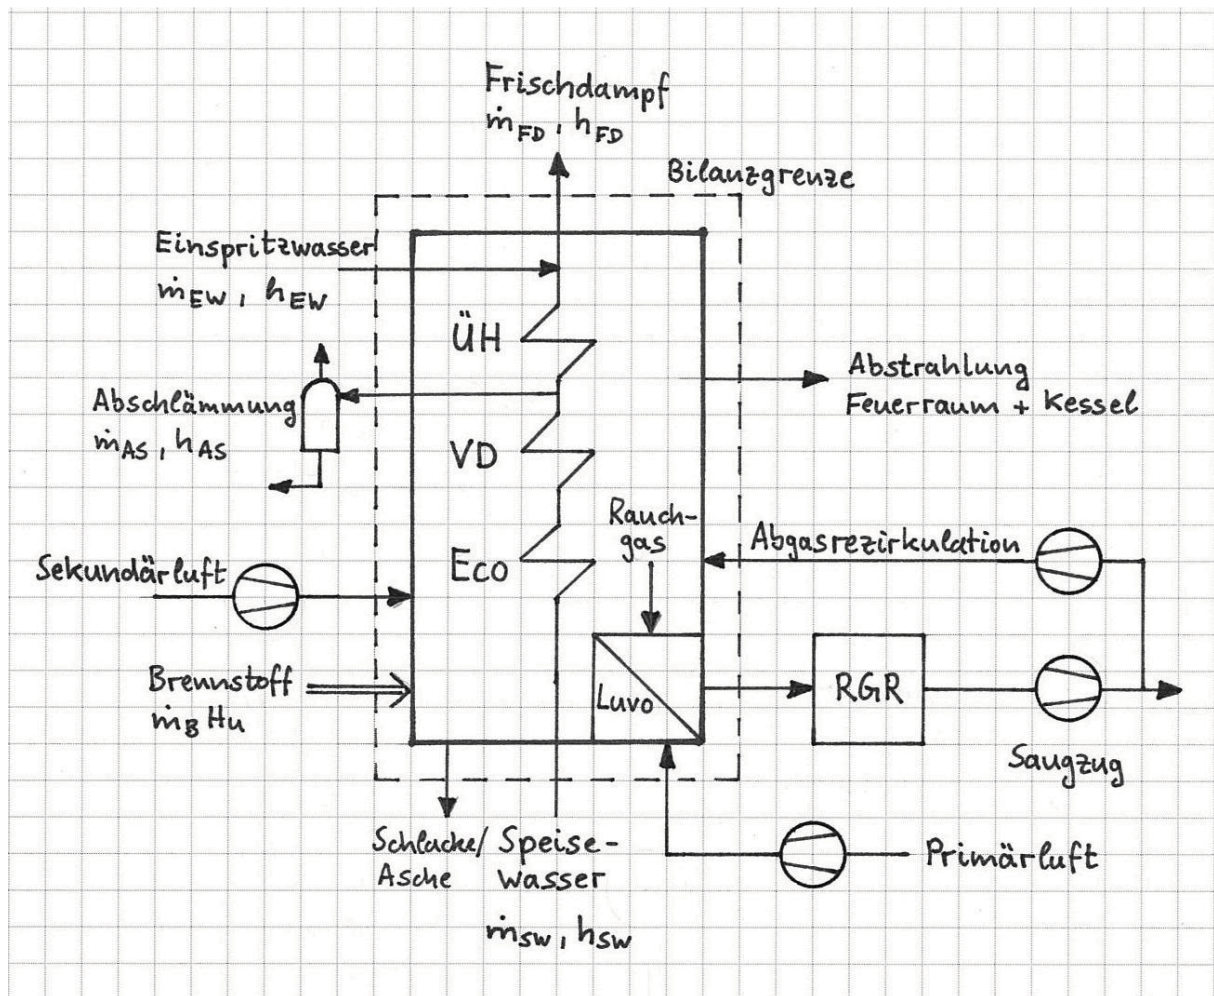 Frischdampf
ṁFD, hFD
Bilanzgrenze
Einspritzwasser
ṁEW, hEW
ÜH
Abstrahlung
Feuerraum + Kessel
Abschlämmung
ṁAS, hAS
VD
Rauch-
gas
Abgasrezirkulation
Eco
Sekundärluft
Brennstoff
ṁB Hu
Luvo
RGR
Saugzug
Schlacke/
Asche
Speise-
wasser
ṁSW, hSW
Primärluft